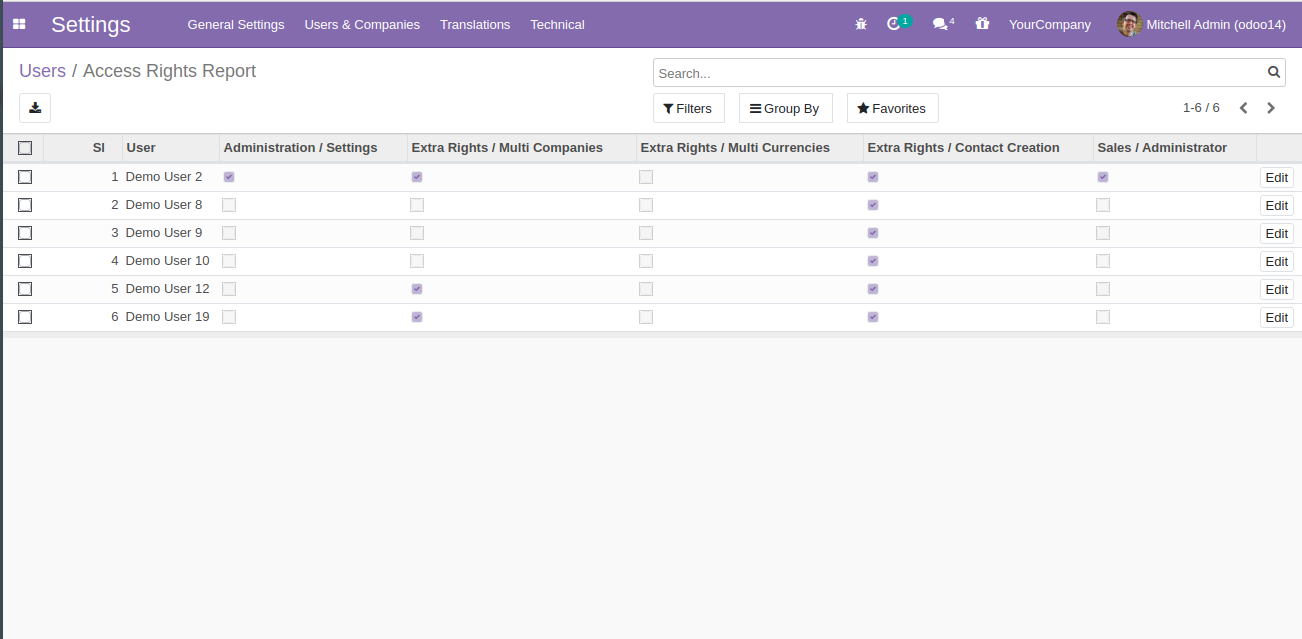 Settings General Settings Users & Companies Translations Technical 1 4 YourCompany Mitchell Admin (odoo14)
Users / Access Rights Report Search...
Filters Group By Favorites 1-6 / 6
Sl User Administration / Settings Extra Rights / Multi Companies Extra Rights / Multi Currencies Extra Rights / Contact Creation Sales / Administrator
1 Demo User 2 Edit
2 Demo User 8 Edit
3 Demo User 9 Edit
4 Demo User 10 Edit
5 Demo User 12 Edit
6 Demo User 19 Edit